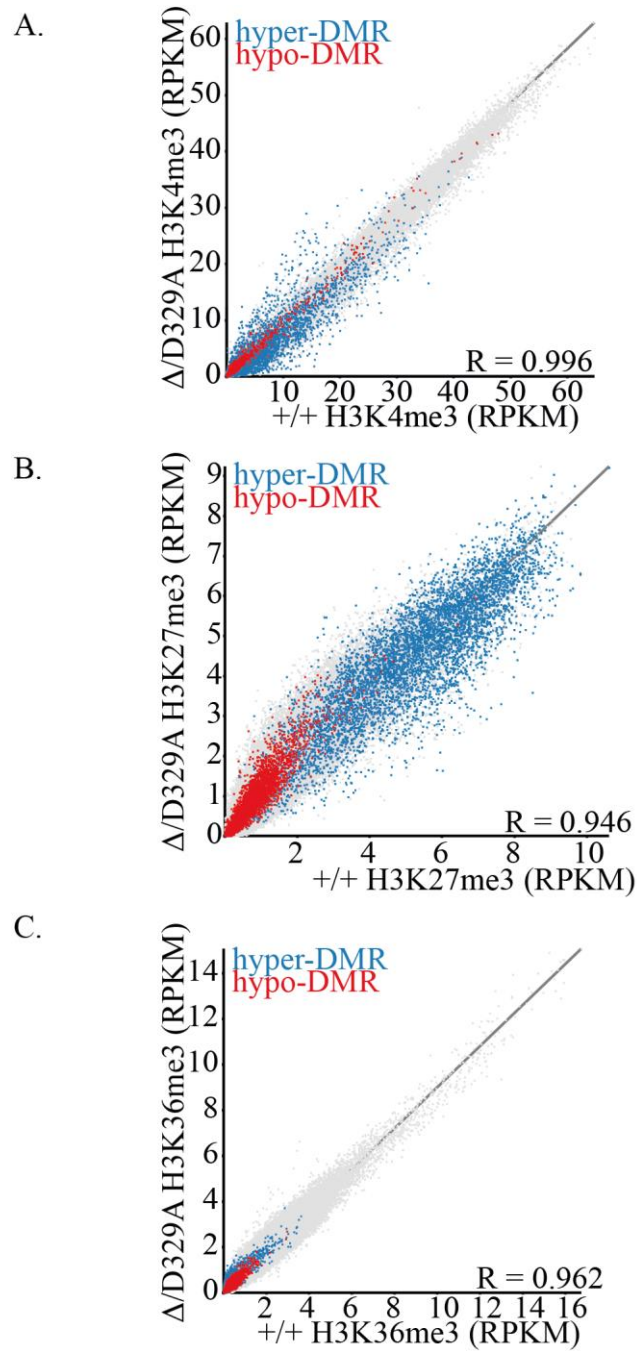 A.
hyper-DMR
hypo-DMR
Δ/D329A H3K4me3 (RPKM)
60
50
40
30
20
10
0
R = 0.996
10 20 30 40 50 60
+/+ H3K4me3 (RPKM)
B.
hyper-DMR
hypo-DMR
Δ/D329A H3K27me3 (RPKM)
9
8
7
6
5
4
3
2
1
0
R = 0.946
2 4 6 8 10
+/+ H3K27me3 (RPKM)
C.
hyper-DMR
hypo-DMR
Δ/D329A H3K36me3 (RPKM)
14
12
10
8
6
4
2
0
R = 0.962
2 4 6 8 10 12 14 16
+/+ H3K36me3 (RPKM)